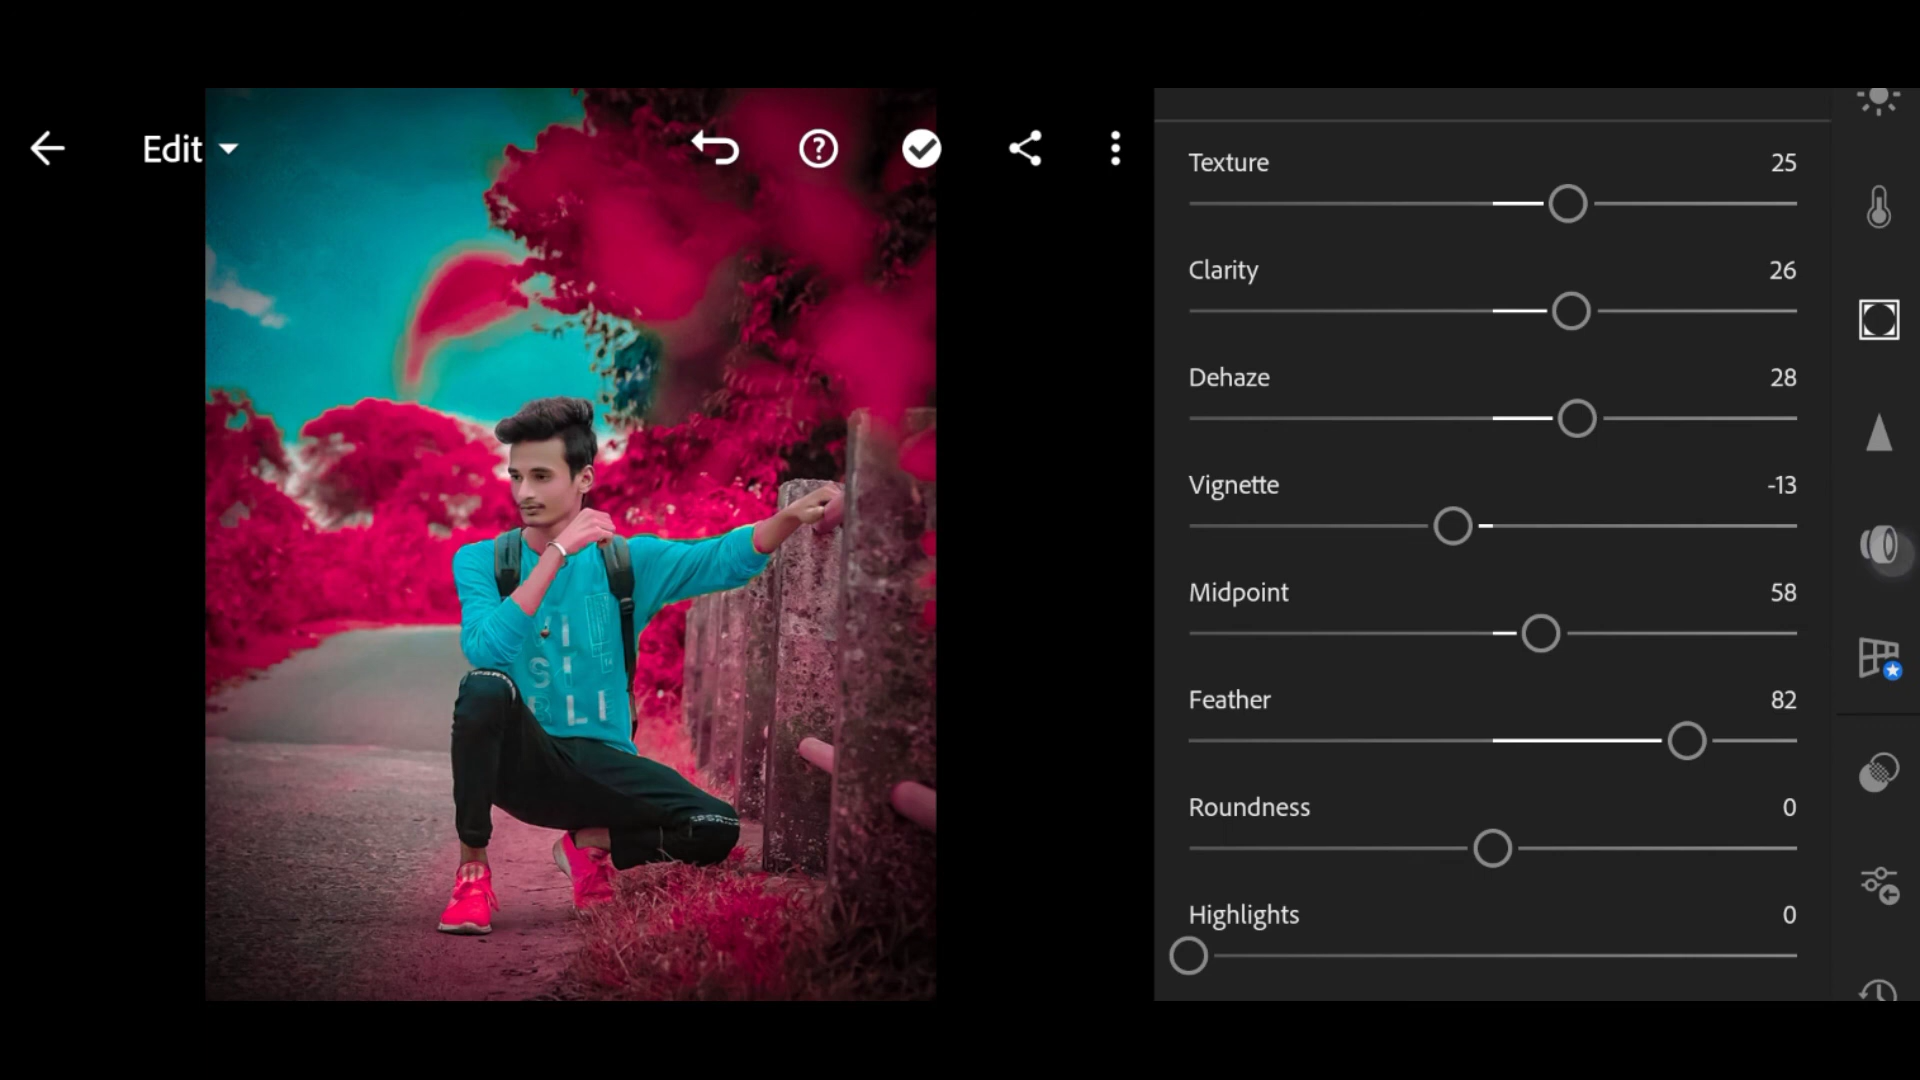 Edit
Texture 25
Clarity 26
Dehaze 28
Vignette -13
Midpoint 58
Feather 82
Roundness 0
Highlights 0